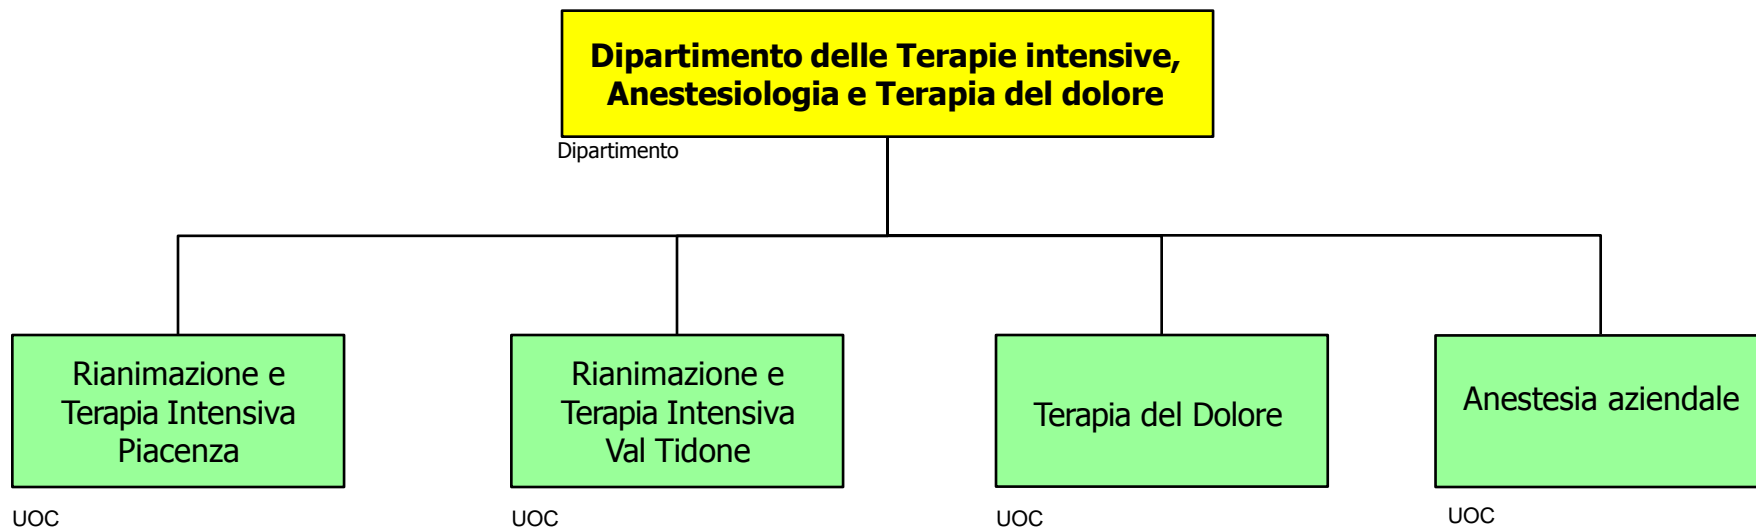 Dipartimento delle Terapie intensive,
Anestesiologia e Terapia del dolore
Dipartimento
Rianimazione e
Terapia Intensiva
Piacenza
UOC
Rianimazione e
Terapia Intensiva
Val Tidone
UOC
Terapia del Dolore
UOC
Anestesia aziendale
UOC